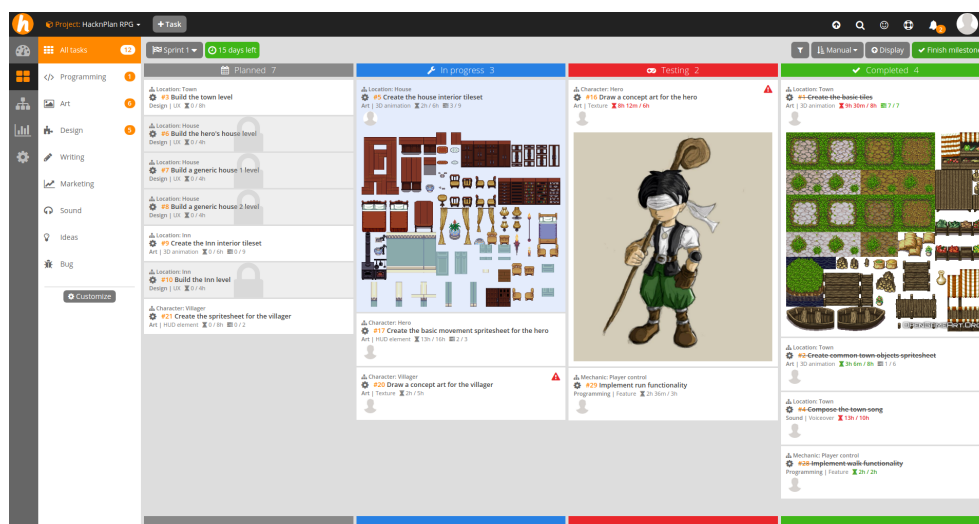 Project: HacknPlan RPG
+ Task
2
All tasks 12
Programming 1
Art 6
Design 5
Writing
Marketing
Sound
Ideas
Bug
Customize
Sprint 1
15 days left
Manual
Display
Finish milestone
Planned 7
Location: Town
#3 Build the town level
Design | UX 0 / 8h
Location: House
#6 Build the hero's house level
Design | UX 0 / 4h
Location: House
#7 Build a generic house 1 level
Design | UX 0 / 4h
Location: House
#8 Build a generic house 2 level
Design | UX 0 / 4h
Location: Inn
#9 Create the Inn interior tileset
Art | 3D animation 0 / 6h 0 / 9
Location: Inn
#10 Build the Inn level
Design | UX 0 / 4h
Character: Villager
#21 Create the spritesheet for the villager
Art | HUD element 0 / 8h 0 / 2
In progress 3
Location: House
#5 Create the house interior tileset
Art | 3D animation 2h / 6h 3 / 9
Character: Hero
#17 Create the basic movement spritesheet for the hero
Art | HUD element 13h / 16h 2 / 3
Character: Villager
#20 Draw a concept art for the villager
Art | Texture 2h / 5h
Testing 2
Character: Hero
#16 Draw a concept art for the hero
Art | Texture 8h 12m / 6h
Mechanic: Player control
#29 Implement run functionality
Programming | Feature 2h 36m / 3h
Completed 4
Location: Town
#1 Create the basic tiles
Art | 3D animation 9h 30m / 8h 7 / 7
Location: Town
#2 Create common town objects spritesheet
Art | 3D animation 3h 6m / 8h 1 / 6
Location: Town
#4 Compose the town song
Sound | Voiceover 13h / 10h
Mechanic: Player control
#28 Implement walk functionality
Programming | Feature 2h / 2h